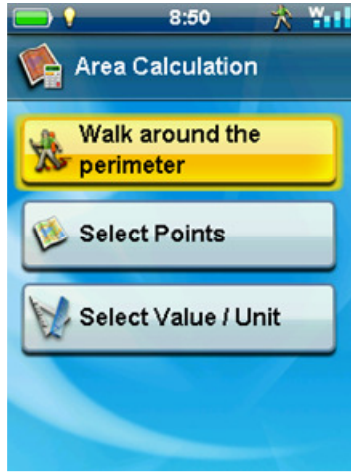 8:50
W
Area Calculation
Walk around the
perimeter
Select Points
Select Value / Unit